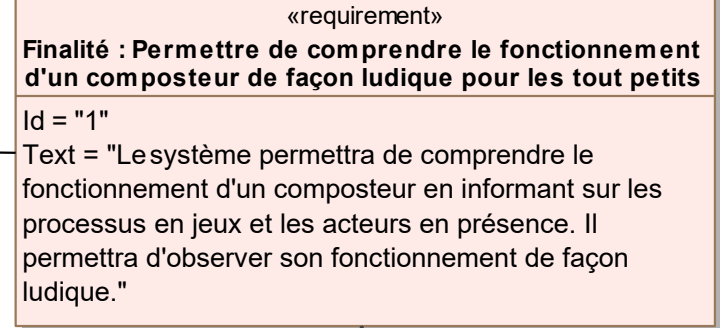 «requirement»
Finalité : Permettre de comprendre le fonctionnement
d'un composteur de façon ludique pour les tout petits
Id = "1"
Text = "Le système permettra de comprendre le
fonctionnement d'un composteur en informant sur les
processus en jeux et les acteurs en présence. Il
permettra d'observer son fonctionnement de façon
ludique."